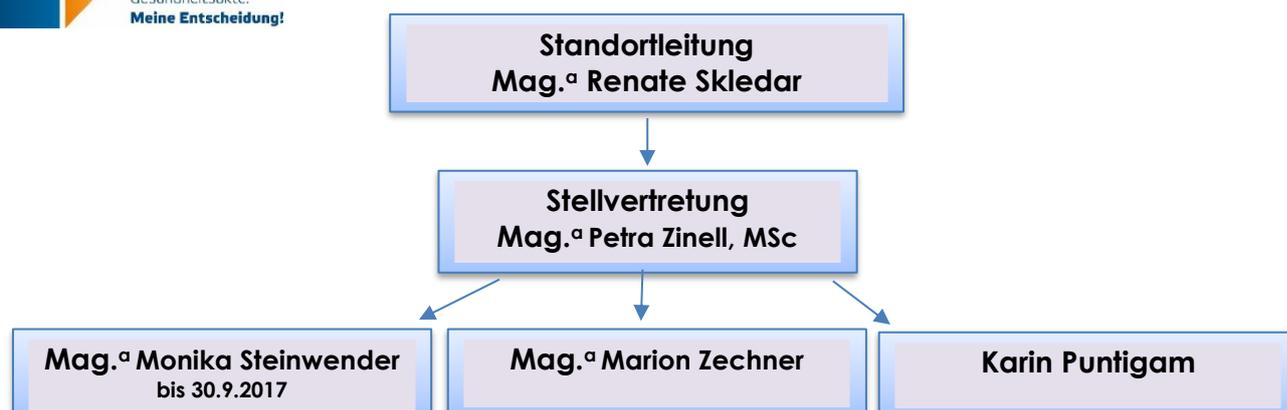 Gesundheitsakte.
Meine Entscheidung!
Standortleitung
Mag.ª Renate Skledar
Stellvertretung
Mag.ª Petra Zinell, MSc
Mag.ª Monika Steinwender
bis 30.9.2017
Mag.ª Marion Zechner
Karin Puntigam